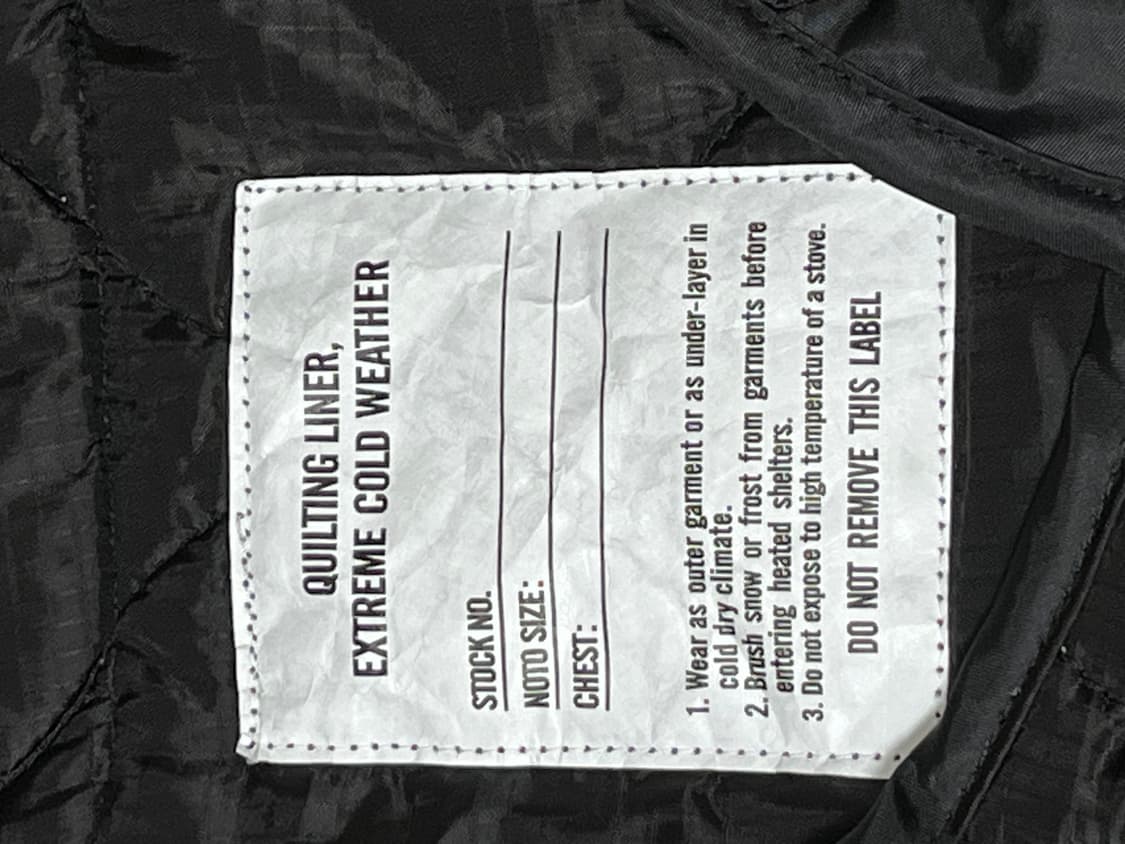 QUILTING LINER,
EXTREME COLD WEATHER
STOCK NO.
NOTO SIZE:
CHEST:
1. Wear as outer garment or as under-layer in
cold dry climate.
2. Brush snow or frost from garments before
entering heated shelters.
3. Do not expose to high temperature of a stove.
DO NOT REMOVE THIS LABEL